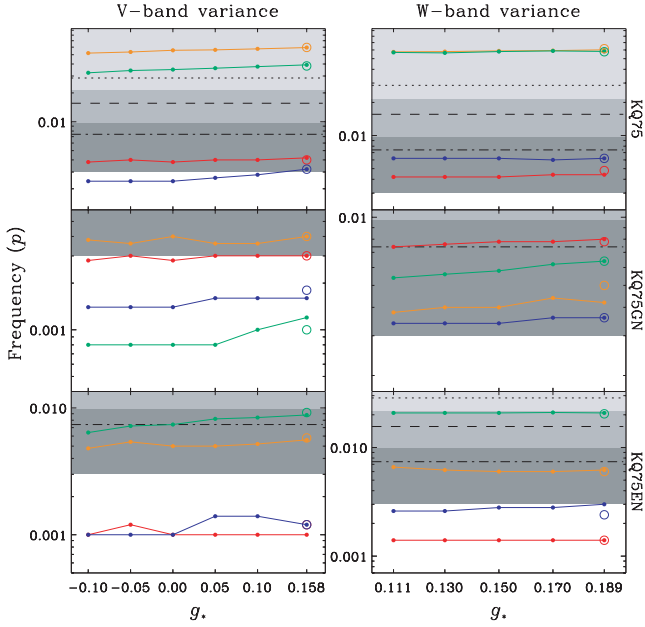 V-band variance
W-band variance
0.01
0.01
KQ75
Frequency (p)
0.001
0.01
KQ75GN
0.010
0.001
0.010
0.001
KQ75EN
−0.10 −0.05 0.00 0.05 0.10 0.158
0.111 0.130 0.150 0.170 0.189
g*
g*